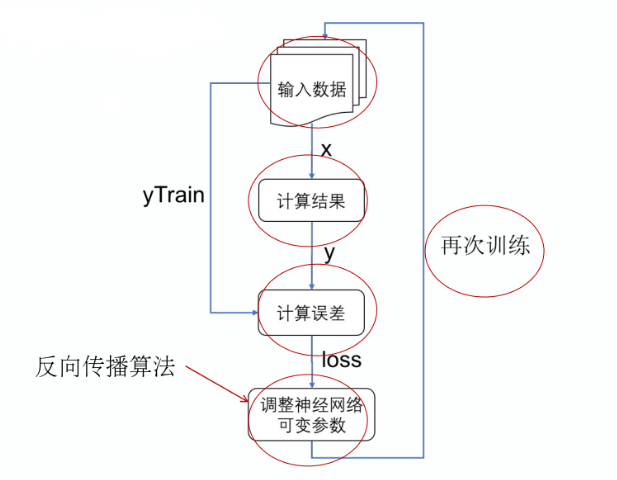 输入数据
x
计算结果
yTrain
再次训练
y
计算误差
loss
反向传播算法
调整神经网络
可变参数